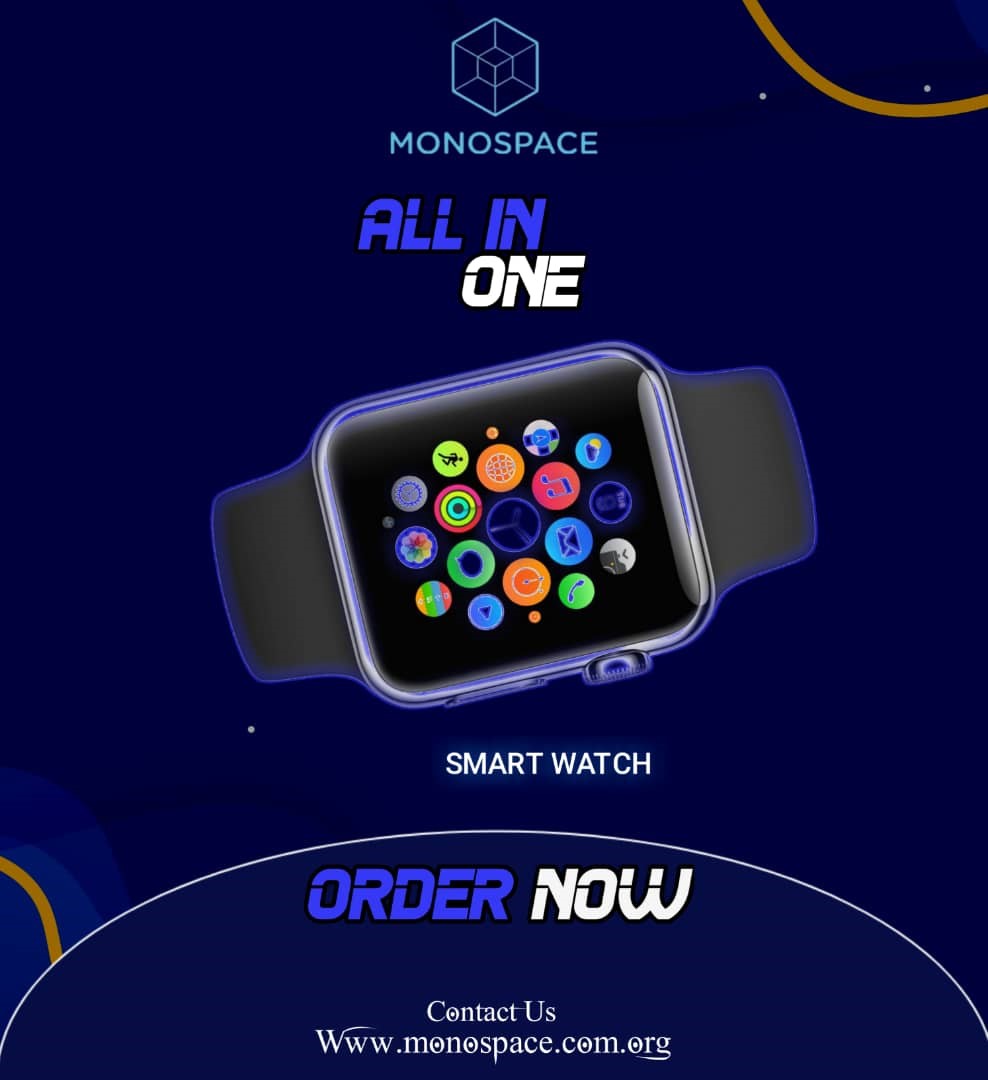 MONOSPACE
ALL IN
ONE
SMART WATCH
ORDER NOW
Contact Us
Www.monospace.com.org